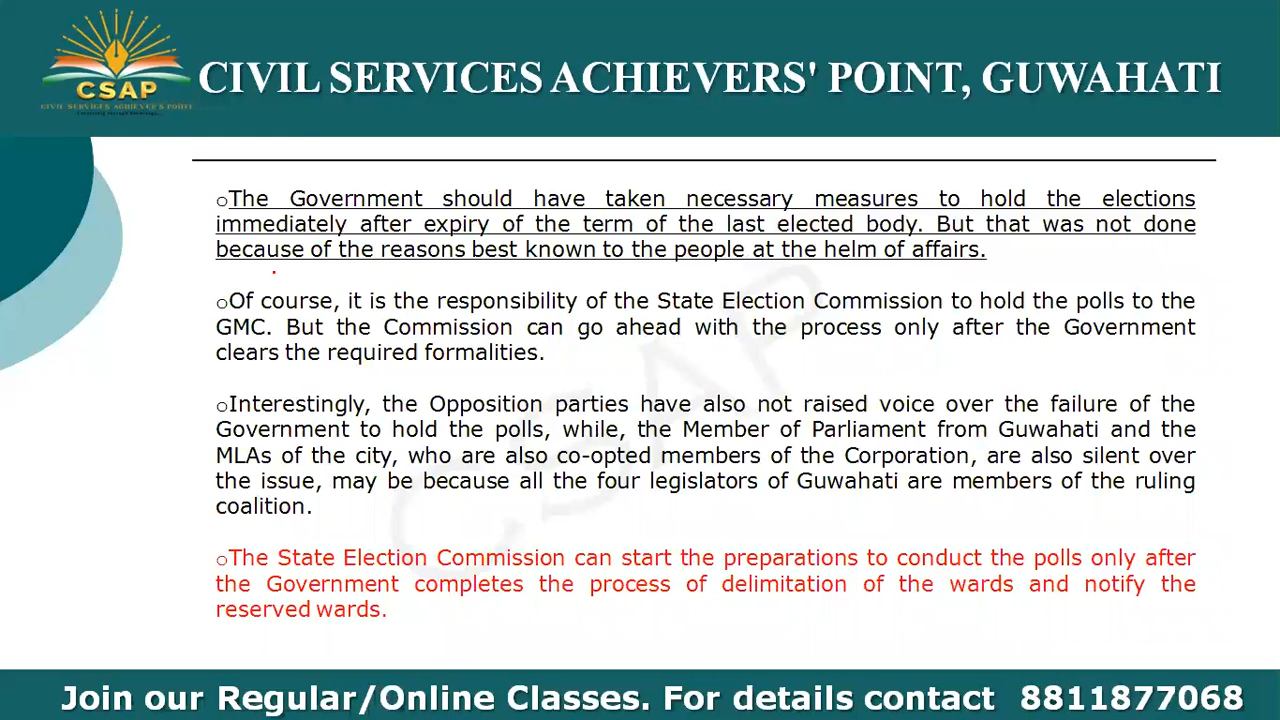 CSAP
CIVIL SERVICES ACHIEVER'S POINT
CIVIL SERVICES ACHIEVERS' POINT, GUWAHATI
oThe Government should have taken necessary measures to hold the elections
immediately after expiry of the term of the last elected body. But that was not done
because of the reasons best known to the people at the helm of affairs.
oOf course, it is the responsibility of the State Election Commission to hold the polls to the
GMC. But the Commission can go ahead with the process only after the Government
clears the required formalities.
oInterestingly, the Opposition parties have also not raised voice over the failure of the
Government to hold the polls, while, the Member of Parliament from Guwahati and the
MLAs of the city, who are also co-opted members of the Corporation, are also silent over
the issue, may be because all the four legislators of Guwahati are members of the ruling
coalition.
oThe State Election Commission can start the preparations to conduct the polls only after
the Government completes the process of delimitation of the wards and notify the
reserved wards.
CSAP
Join our Regular/Online Classes. For details contact 8811877068